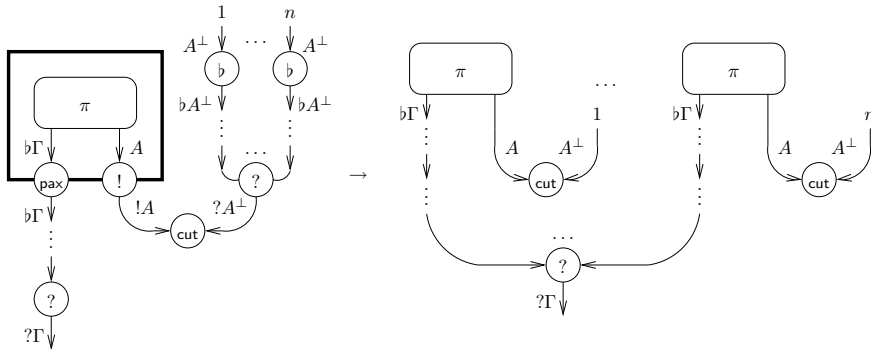 1 n
A⊥ … A⊥
♭ ♭
♭A⊥ ♭A⊥
⋮ … ⋮
π
♭Γ A
pax ! ?
♭Γ !A ?A⊥
cut
⋮
?
?Γ
→
π … π
♭Γ 1 ♭Γ n
⋮ ⋮
A A⊥ A A⊥
cut cut
⋮ ⋮
…
?
?Γ